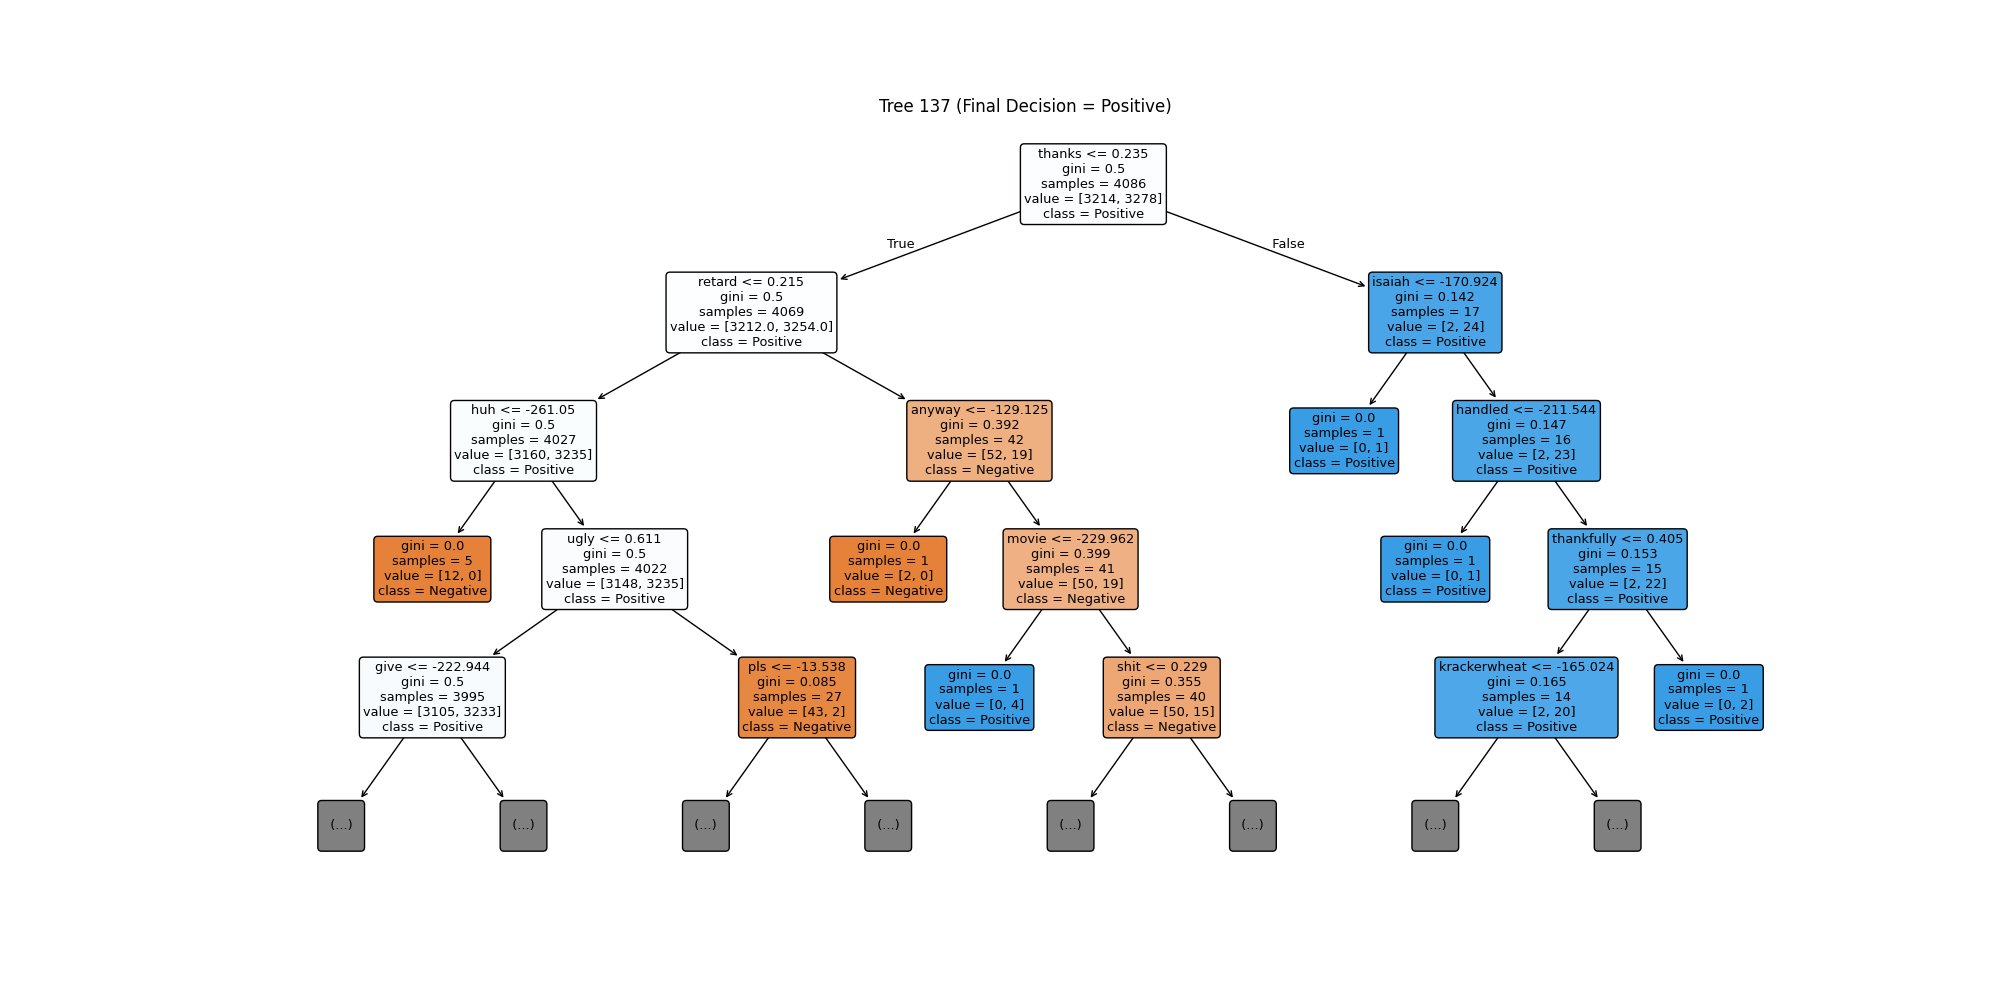 Tree 137 (Final Decision = Positive)
thanks <= 0.235
gini = 0.5
samples = 4086
value = [3214, 3278]
class = Positive
True
False
retard <= 0.215
gini = 0.5
samples = 4069
value = [3212.0, 3254.0]
class = Positive
isaiah <= -170.924
gini = 0.142
samples = 17
value = [2, 24]
class = Positive
huh <= -261.05
gini = 0.5
samples = 4027
value = [3160, 3235]
class = Positive
anyway <= -129.125
gini = 0.392
samples = 42
value = [52, 19]
class = Negative
gini = 0.0
samples = 1
value = [0, 1]
class = Positive
handled <= -211.544
gini = 0.147
samples = 16
value = [2, 23]
class = Positive
gini = 0.0
samples = 5
value = [12, 0]
class = Negative
ugly <= 0.611
gini = 0.5
samples = 4022
value = [3148, 3235]
class = Positive
gini = 0.0
samples = 1
value = [2, 0]
class = Negative
movie <= -229.962
gini = 0.399
samples = 41
value = [50, 19]
class = Negative
gini = 0.0
samples = 1
value = [0, 1]
class = Positive
thankfully <= 0.405
gini = 0.153
samples = 15
value = [2, 22]
class = Positive
give <= -222.944
gini = 0.5
samples = 3995
value = [3105, 3233]
class = Positive
pls <= -13.538
gini = 0.085
samples = 27
value = [43, 2]
class = Negative
gini = 0.0
samples = 1
value = [0, 4]
class = Positive
shit <= 0.229
gini = 0.355
samples = 40
value = [50, 15]
class = Negative
krackerwheat <= -165.024
gini = 0.165
samples = 14
value = [2, 20]
class = Positive
gini = 0.0
samples = 1
value = [0, 2]
class = Positive
(...)
(...)
(...)
(...)
(...)
(...)
(...)
(...)